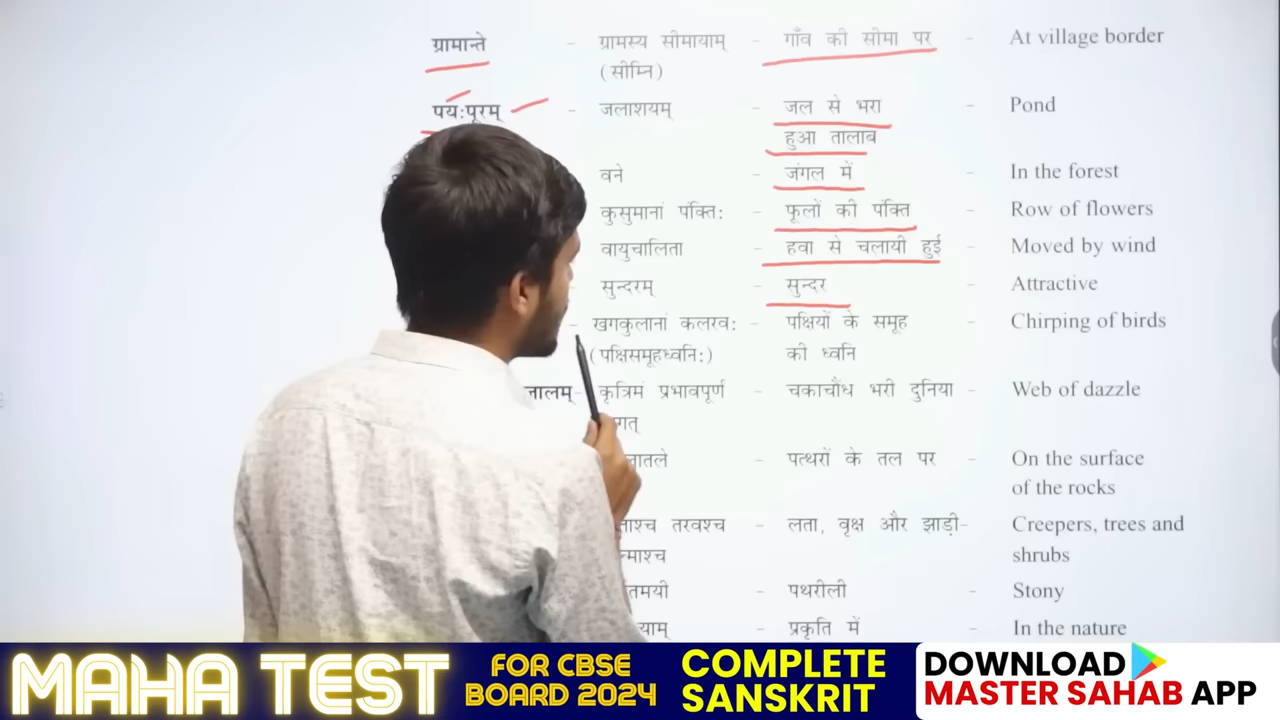 ग्रामान्ते - ग्रामस्य सीमायाम् - गाँव की सीमा पर - At village border
(सीम्नि)
पयःपूरम् - जलाशयम् - जल से भरा - Pond
हुआ तालाब
वने - जंगल में - In the forest
कुसुमानां पंक्तिः - फूलों की पंक्ति - Row of flowers
वायुचालिता - हवा से चलायी हुई - Moved by wind
सुन्दरम् - सुन्दर - Attractive
- खगकुलानां कलरवः - पक्षियों के समूह - Chirping of birds
(पक्षिसमूहध्वनिः) की ध्वनि
जालम् - कृत्रिमं प्रभावपूर्णं - चकाचौंध भरी दुनिया - Web of dazzle
- पत्थरों के तल पर - On the surface
of the rocks
तरवश्च - लता, वृक्ष और झाड़ी - Creepers, trees and
shrubs
- पथरीली - Stony
- प्रकृति में - In the nature
MAHA TEST FOR CBSE BOARD 2024 COMPLETE SANSKRIT DOWNLOAD MASTER SAHAB APP